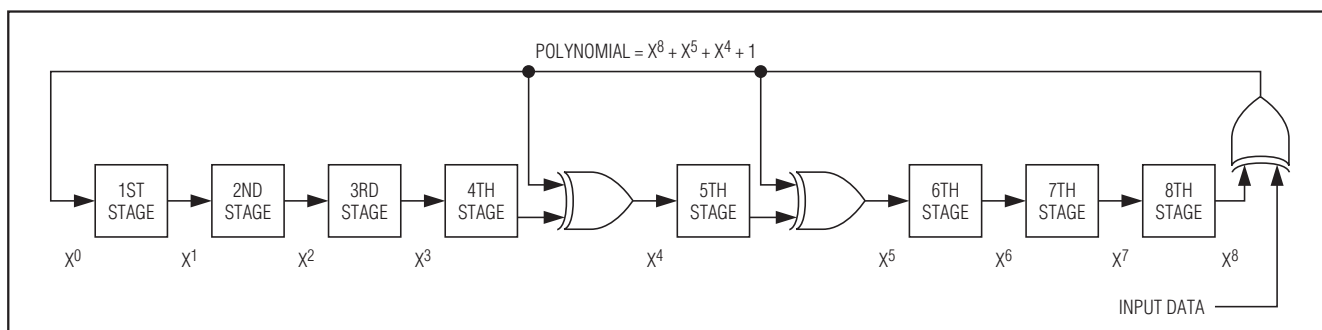 POLYNOMIAL = X⁸ + X⁵ + X⁴ + 1
1ST
STAGE
2ND
STAGE
3RD
STAGE
4TH
STAGE
5TH
STAGE
6TH
STAGE
7TH
STAGE
8TH
STAGE
X⁰ X¹ X² X³ X⁴ X⁵ X⁶ X⁷ X⁸
INPUT DATA